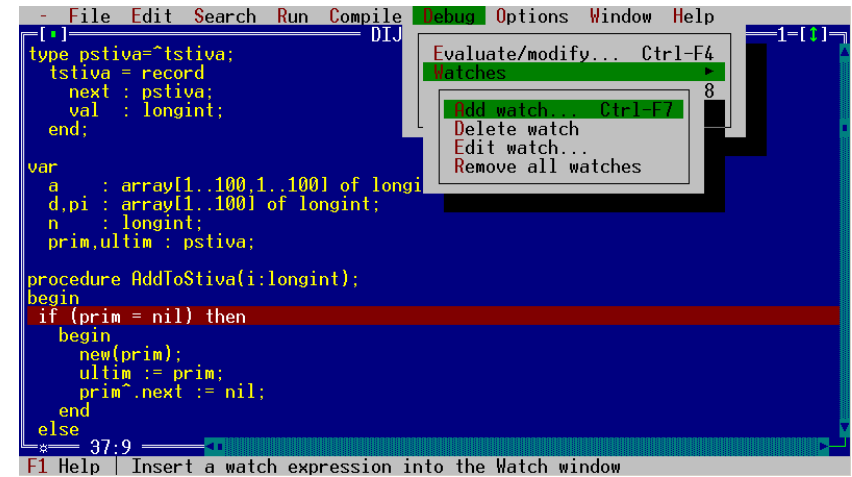 - File Edit Search Run Compile Debug Options Window Help
[▪] DIJ 1=[↕]
type pstiva=^tstiva;
Evaluate/modify... Ctrl-F4
tstiva = record
Watches ►
next : pstiva;
8
val : longint;
Add watch... Ctrl-F7
end;
Delete watch
Edit watch...
var
Remove all watches
a : array[1..100,1..100] of longi
d,pi : array[1..100] of longint;
n : longint;
prim,ultim : pstiva;
procedure AddToStiva(i:longint);
begin
if (prim = nil) then
begin
new(prim);
ultim := prim;
prim^.next := nil;
end
else
37:9
F1 Help | Insert a watch expression into the Watch window